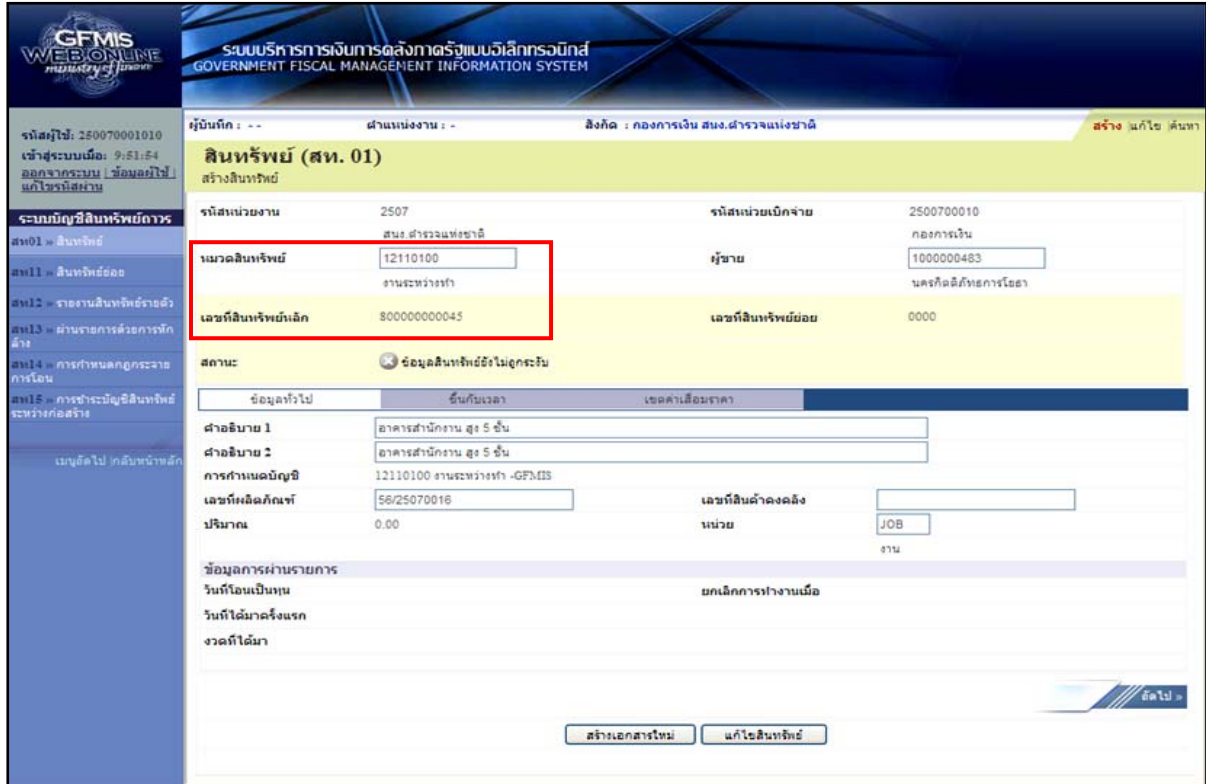 GFMIS
WEB ONLINE
ministry of finance
ระบบบริหารการเงินการคลังภาครัฐแบบอิเล็กทรอนิกส์
GOVERNMENT FISCAL MANAGEMENT INFORMATION SYSTEM
รหัสผู้ใช้: 250070001010
เข้าสู่ระบบเมื่อ: 9:51:54
ออกจากระบบ | ข้อมูลผู้ใช้ |
แก้ไขรหัสผ่าน
ผู้บันทึก : - - ตำแหน่งงาน : - สังกัด : กองการเงิน สนง.ตำรวจแห่งชาติ สร้าง |แก้ไข |ค้นหา
สินทรัพย์ (สท. 01)
สร้างสินทรัพย์
ระบบบัญชีสินทรัพย์ถาวร
สท01 » สินทรัพย์
สท11 » สินทรัพย์ย่อย
สท12 » รายงานสินทรัพย์รายตัว
สท13 » ผ่านรายการด้วยการหัก
ล้าง
สท14 » การกำหนดกฎกระจาย
การโอน
สท15 » การชำระบัญชีสินทรัพย์
ระหว่างก่อสร้าง
เมนูถัดไป |กลับหน้าหลัก
รหัสหน่วยงาน 2507 รหัสหน่วยเบิกจ่าย 2500700010
สนง.ตำรวจแห่งชาติ กองการเงิน
หมวดสินทรัพย์ 12110100 ผู้ขาย 1000000483
งานระหว่างทำ นครกิตติภัทรการโยธา
เลขที่สินทรัพย์หลัก 800000000045 เลขที่สินทรัพย์ย่อย 0000
สถานะ ข้อมูลสินทรัพย์ยังไม่ถูกระงับ
ข้อมูลทั่วไป ขึ้นกับเวลา เขตค่าเสื่อมราคา
คำอธิบาย 1 อาคารสำนักงาน สูง 5 ชั้น
คำอธิบาย 2 อาคารสำนักงาน สูง 5 ชั้น
การกำหนดบัญชี 12110100 งานระหว่างทำ -GFMIS
เลขที่ผลิตภัณฑ์ 56/25070016 เลขที่สินค้าคงคลัง
ปริมาณ 0.00 หน่วย JOB
งาน
ข้อมูลการผ่านรายการ
วันที่โอนเป็นทุน ยกเลิกการทำงานเมื่อ
วันที่ได้มาครั้งแรก
งวดที่ได้มา
ถัดไป »
สร้างเอกสารใหม่ แก้ไขสินทรัพย์